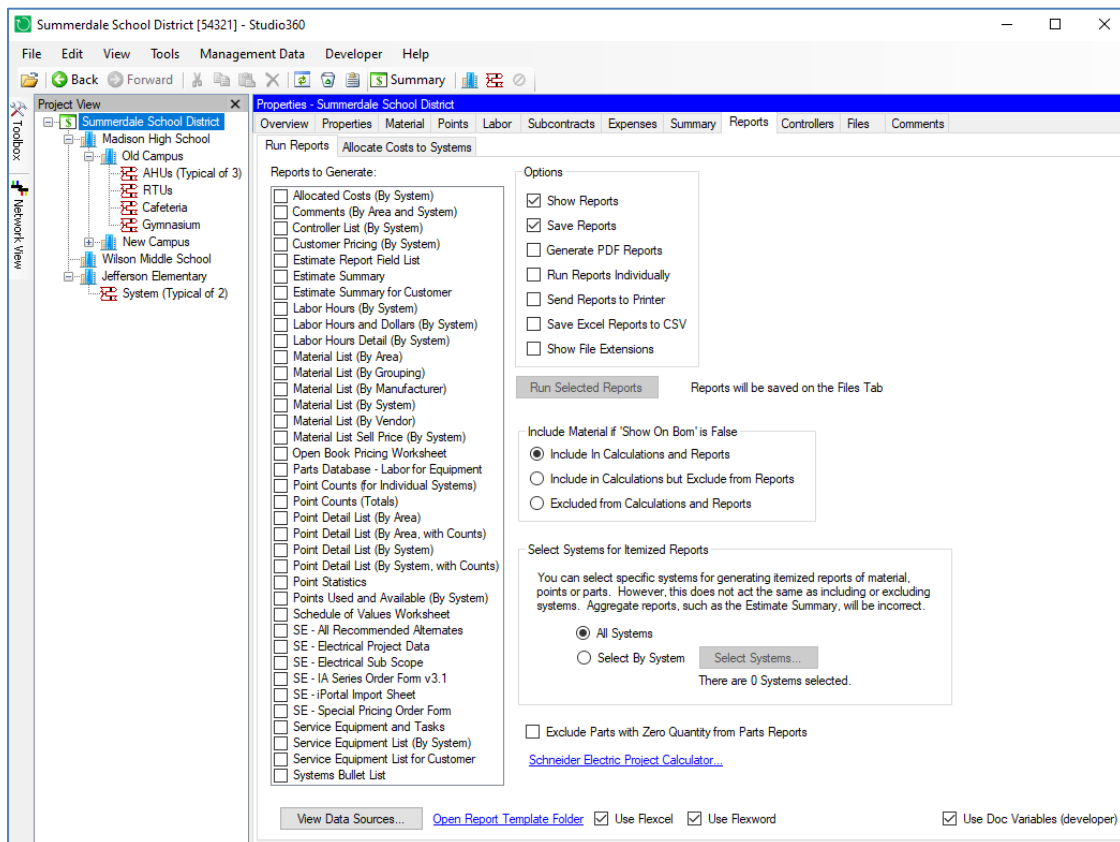 Summerdale School District [54321] - Studio360
File Edit View Tools Management Data Developer Help
Back Forward Summary
Toolbox
Network View
Project View
Summerdale School District
Madison High School
Old Campus
AHUs (Typical of 3)
RTUs
Cafeteria
Gymnasium
New Campus
Wilson Middle School
Jefferson Elementary
System (Typical of 2)
Properties - Summerdale School District
Overview Properties Material Points Labor Subcontracts Expenses Summary Reports Controllers Files Comments
Run Reports Allocate Costs to Systems
Reports to Generate:
Allocated Costs (By System)
Comments (By Area and System)
Controller List (By System)
Customer Pricing (By System)
Estimate Report Field List
Estimate Summary
Estimate Summary for Customer
Labor Hours (By System)
Labor Hours and Dollars (By System)
Labor Hours Detail (By System)
Material List (By Area)
Material List (By Grouping)
Material List (By Manufacturer)
Material List (By System)
Material List (By Vendor)
Material List Sell Price (By System)
Open Book Pricing Worksheet
Parts Database - Labor for Equipment
Point Counts (for Individual Systems)
Point Counts (Totals)
Point Detail List (By Area)
Point Detail List (By Area, with Counts)
Point Detail List (By System)
Point Detail List (By System, with Counts)
Point Statistics
Points Used and Available (By System)
Schedule of Values Worksheet
SE - All Recommended Alternates
SE - Electrical Project Data
SE - Electrical Sub Scope
SE - IA Series Order Form v3.1
SE - iPortal Import Sheet
SE - Special Pricing Order Form
Service Equipment and Tasks
Service Equipment List (By System)
Service Equipment List for Customer
Systems Bullet List
Options
Show Reports
Save Reports
Generate PDF Reports
Run Reports Individually
Send Reports to Printer
Save Excel Reports to CSV
Show File Extensions
Run Selected Reports Reports will be saved on the Files Tab
Include Material if 'Show On Bom' is False
Include In Calculations and Reports
Include in Calculations but Exclude from Reports
Excluded from Calculations and Reports
Select Systems for Itemized Reports
You can select specific systems for generating itemized reports of material,
points or parts. However, this does not act the same as including or excluding
systems. Aggregate reports, such as the Estimate Summary, will be incorrect.
All Systems
Select By System Select Systems...
There are 0 Systems selected.
Exclude Parts with Zero Quantity from Parts Reports
Schneider Electric Project Calculator...
View Data Sources... Open Report Template Folder Use Flexcel Use Flexword Use Doc Variables (developer)